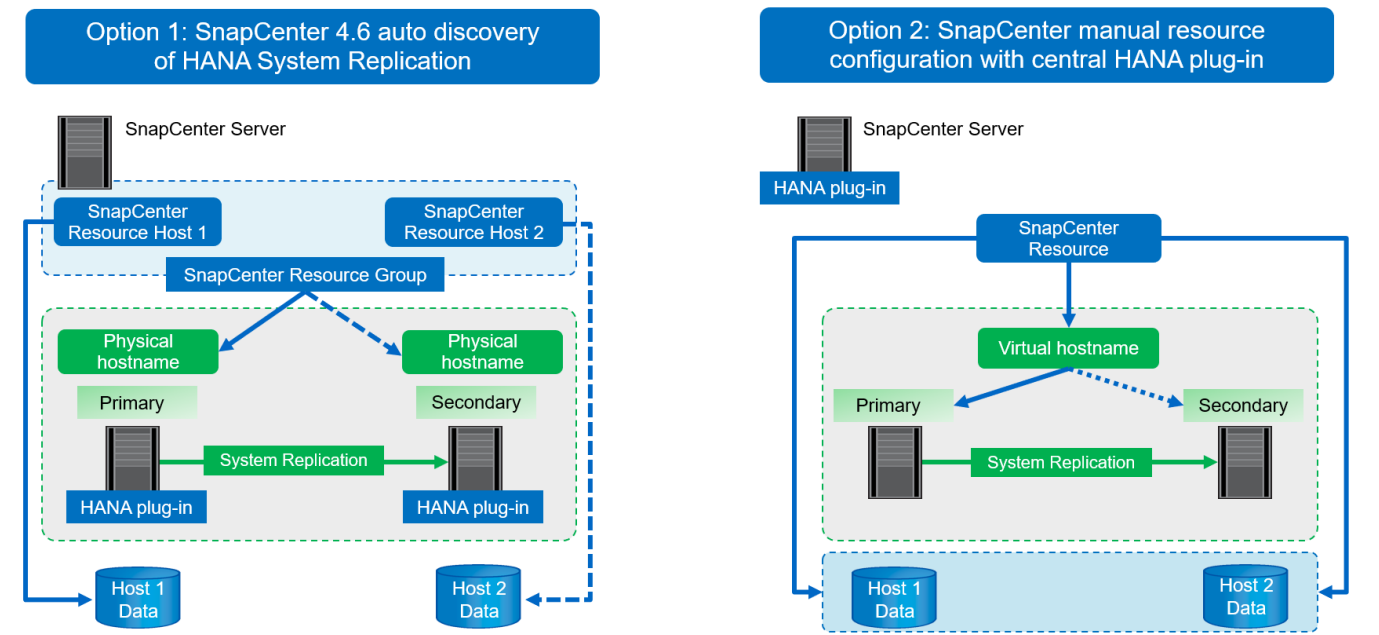 Option 1: SnapCenter 4.6 auto discovery
of HANA System Replication
SnapCenter Server
SnapCenter
Resource Host 1
SnapCenter
Resource Host 2
SnapCenter Resource Group
Physical
hostname
Physical
hostname
Primary
Secondary
System Replication
HANA plug-in
HANA plug-in
Host 1
Data
Host 2
Data
Option 2: SnapCenter manual resource
configuration with central HANA plug-in
SnapCenter Server
HANA plug-in
SnapCenter
Resource
Virtual hostname
Primary
Secondary
System Replication
Host 1
Data
Host 2
Data